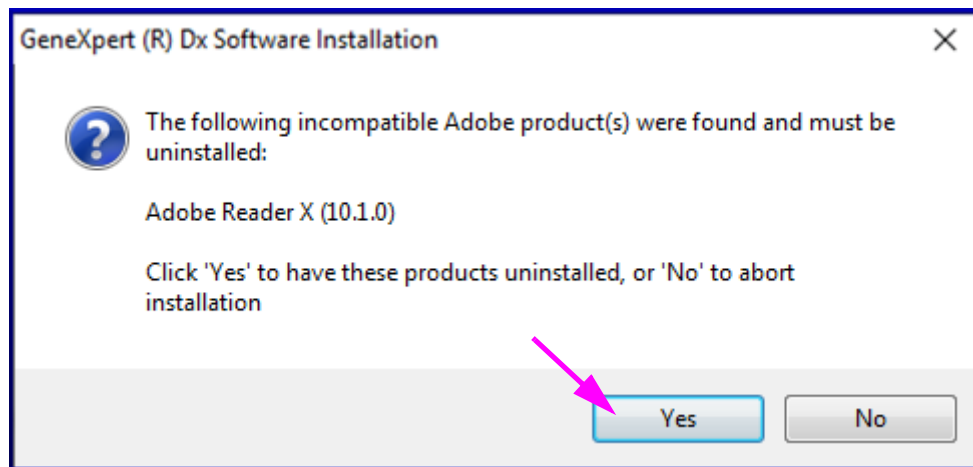 GeneXpert (R) Dx Software Installation
The following incompatible Adobe product(s) were found and must be
uninstalled:
Adobe Reader X (10.1.0)
Click 'Yes' to have these products uninstalled, or 'No' to abort
installation
Yes
No